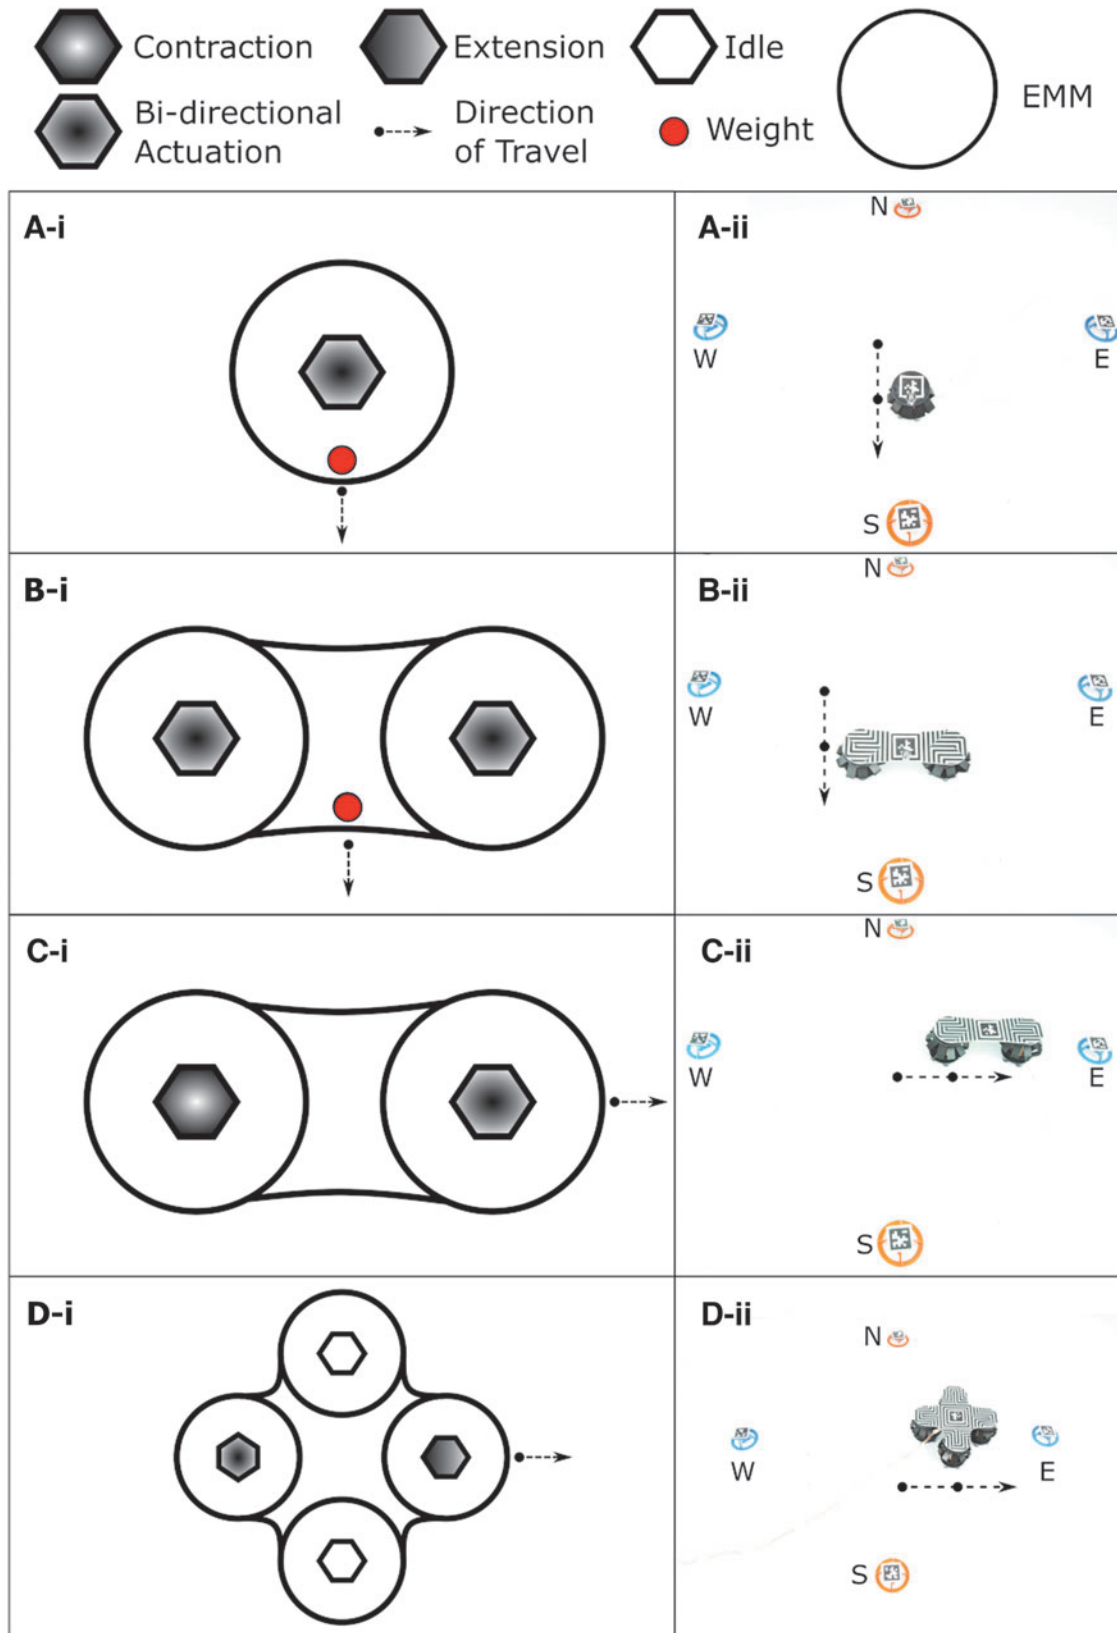 Contraction
Extension
Idle
EMM
Bi-directional
Actuation
Direction
of Travel
Weight
A-i
A-ii
N
W
E
S
B-i
B-ii
N
W
E
S
C-i
C-ii
N
W
E
S
D-i
D-ii
N
W
E
S